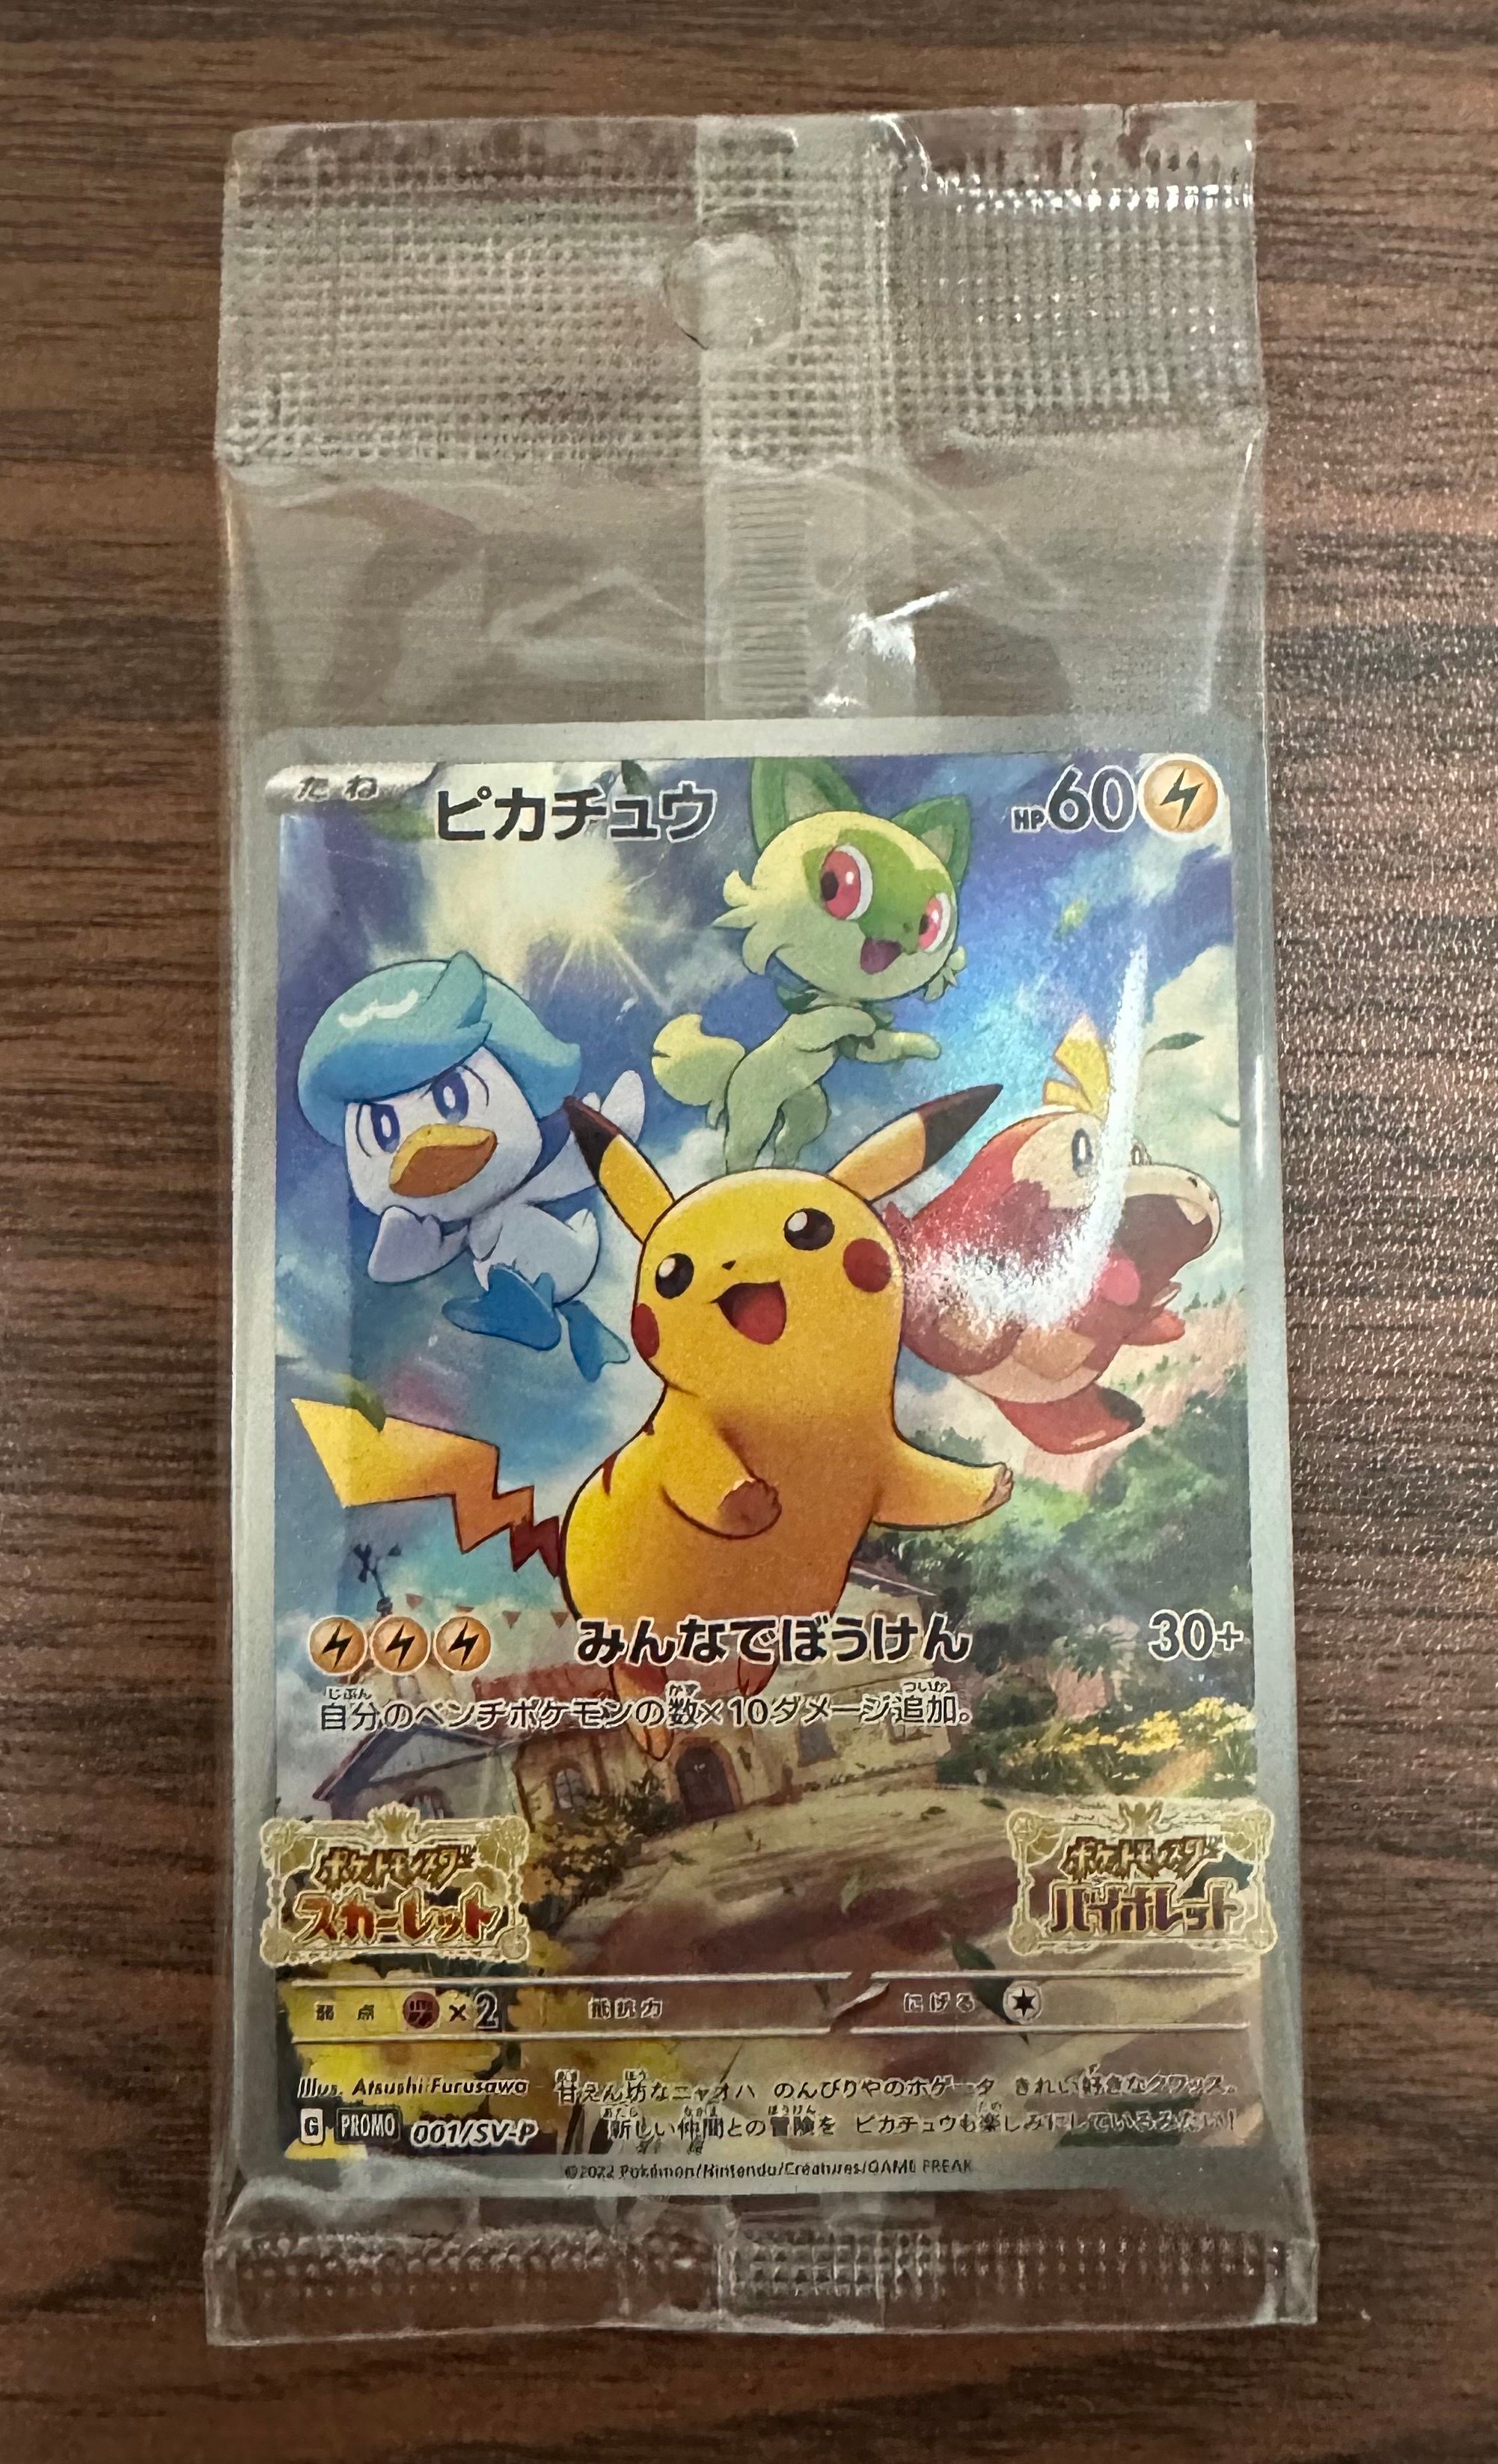 たね ピカチュウ HP60
みんなでぼうけん 30+
自分のベンチポケモンの数×10ダメージ追加。
ポケットモンスター
スカーレット
ポケットモンスター
バイオレット
弱点 ×2 抵抗力 にげる
Illus. Atsushi Furusawa
G PROMO 001/SV-P
甘えん坊なニャオハ のんびりやのホゲータ きれい好きなクワッス。
新しい仲間との冒険を ピカチュウも楽しみにしているみたい!
©2022 Pokémon/Nintendo/Creatures/GAME FREAK